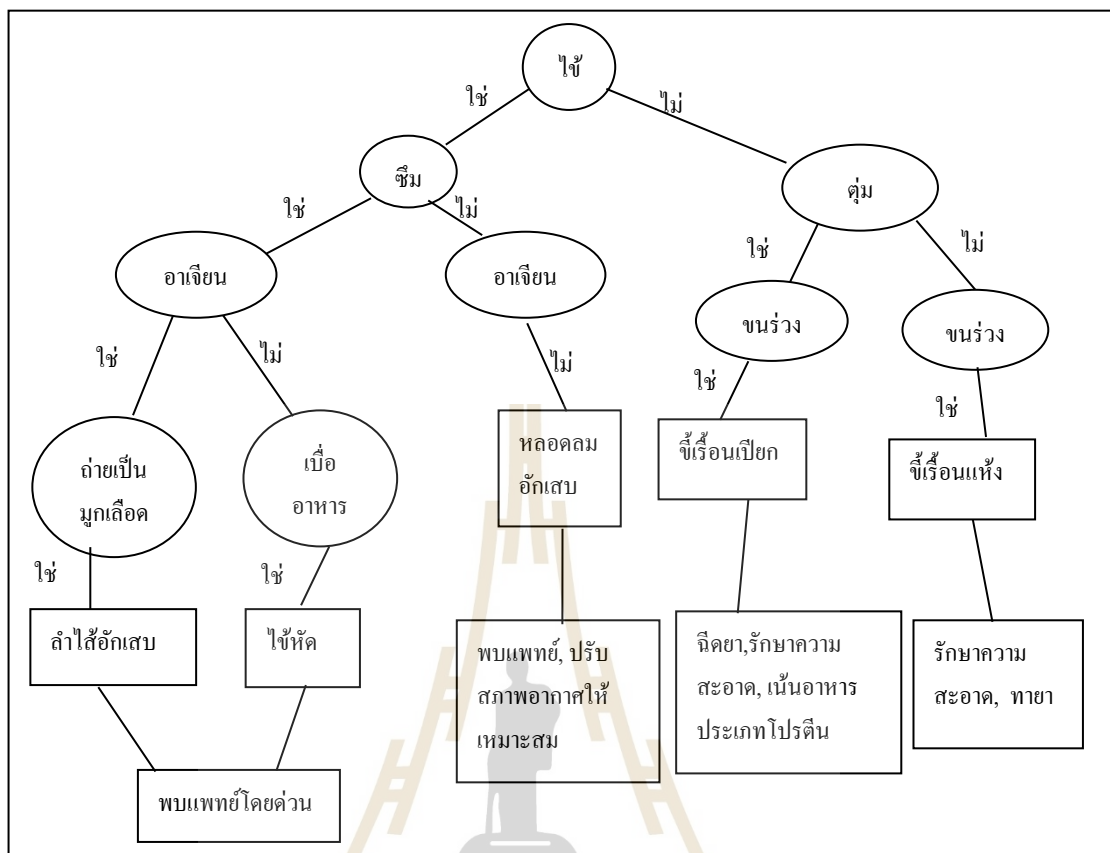 ไข้
ใช่
ไม่
ซึม
ตุ่ม
ใช่
ไม่
ใช่
ไม่
อาเจียน
อาเจียน
ขนร่วง
ขนร่วง
ใช่
ไม่
ไม่
ใช่
ใช่
ถ่ายเป็น
มูกเลือด
เบื่อ
อาหาร
หลอดลม
อักเสบ
ขี้เรื้อนเปียก
ขี้เรื้อนแห้ง
ใช่
ใช่
ลำไส้อักเสบ
ไข้หัด
พบแพทย์, ปรับ
สภาพอากาศให้
เหมาะสม
ฉีดยา,รักษาความ
สะอาด, เน้นอาหาร
ประเภทโปรตีน
รักษาความ
สะอาด, ทายา
พบแพทย์โดยด่วน